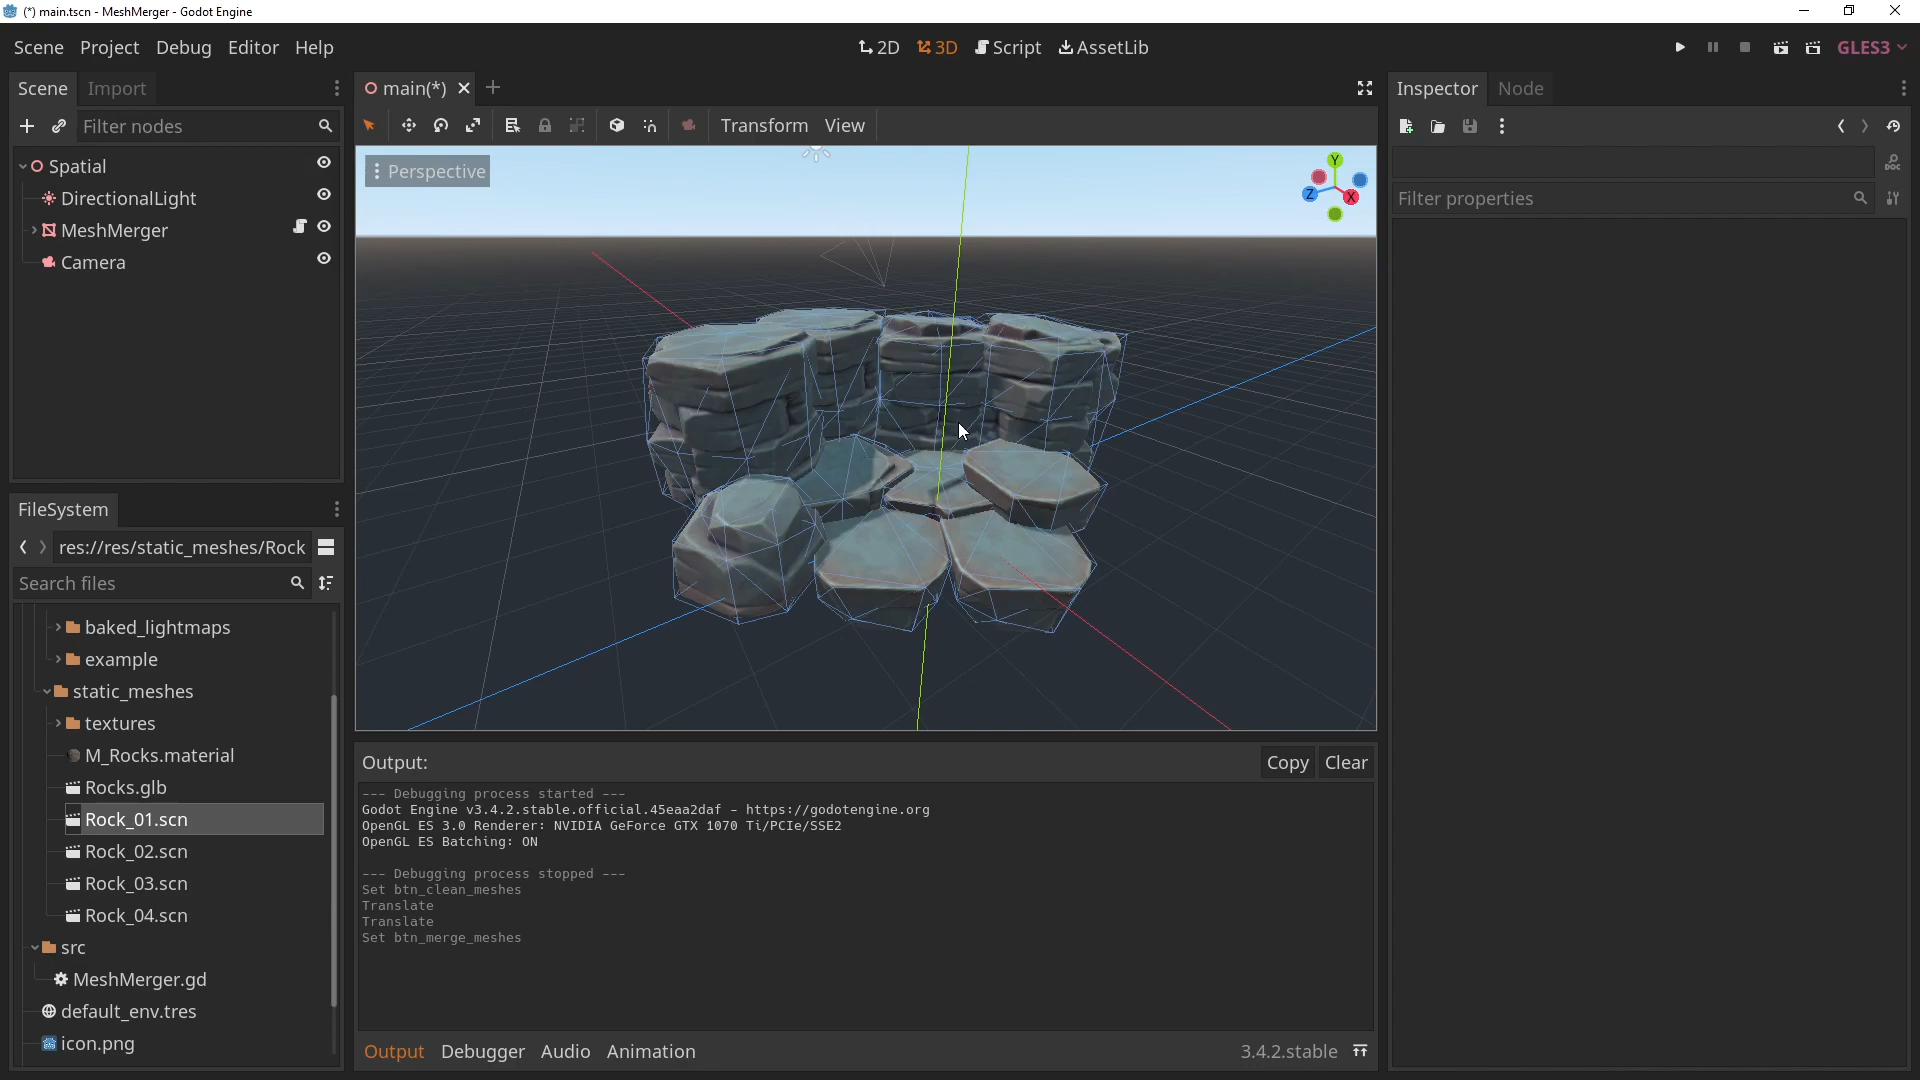 (*) main.tscn - MeshMerger - Godot Engine
Scene Project Debug Editor Help
2D 3D Script AssetLib
GLES3
Scene Import
Filter nodes
Spatial
DirectionalLight
MeshMerger
Camera
FileSystem
res://res/static_meshes/Rock
Search files
baked_lightmaps
example
static_meshes
textures
M_Rocks.material
Rocks.glb
Rock_01.scn
Rock_02.scn
Rock_03.scn
Rock_04.scn
src
MeshMerger.gd
default_env.tres
icon.png
main(*)
Transform View
Perspective
Y
Z
X
Output:
Copy Clear
--- Debugging process started ---
Godot Engine v3.4.2.stable.official.45eaa2daf - https://godotengine.org
OpenGL ES 3.0 Renderer: NVIDIA GeForce GTX 1070 Ti/PCIe/SSE2
OpenGL ES Batching: ON
--- Debugging process stopped ---
Set btn_clean_meshes
Translate
Translate
Set btn_merge_meshes
Output Debugger Audio Animation
3.4.2.stable
Inspector Node
DOC
Filter properties